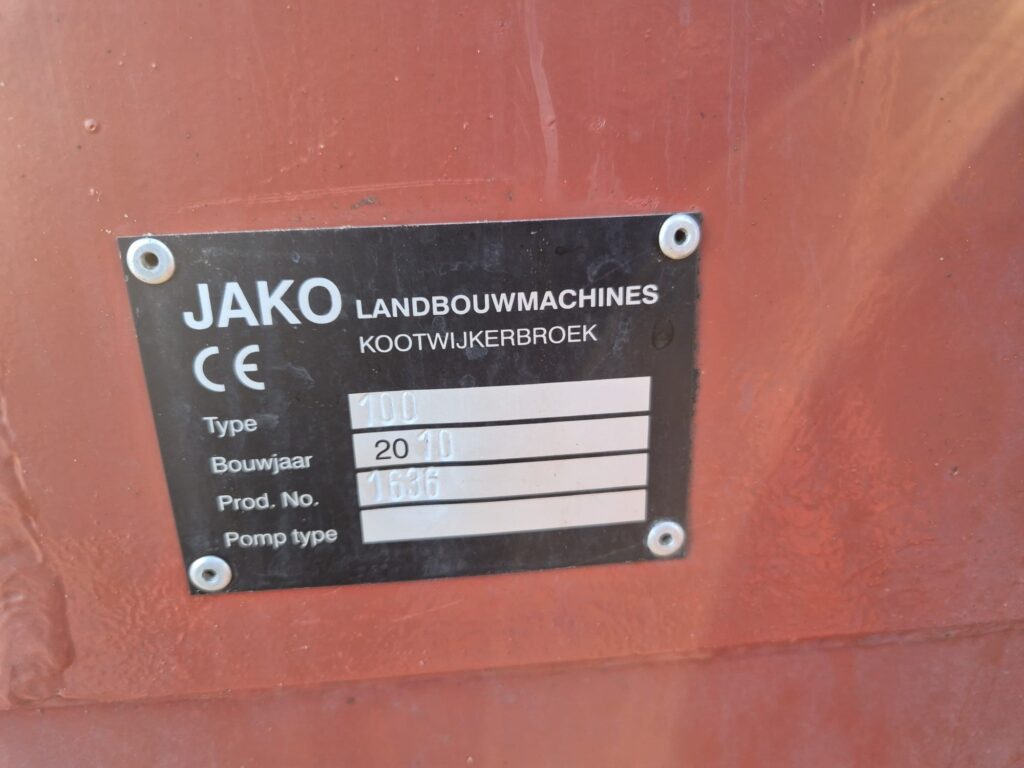 JAKO LANDBOUWMACHINES
KOOTWIJKERBROEK
CE
Type 100
Bouwjaar 2010
Prod. No. 1636
Pomp type